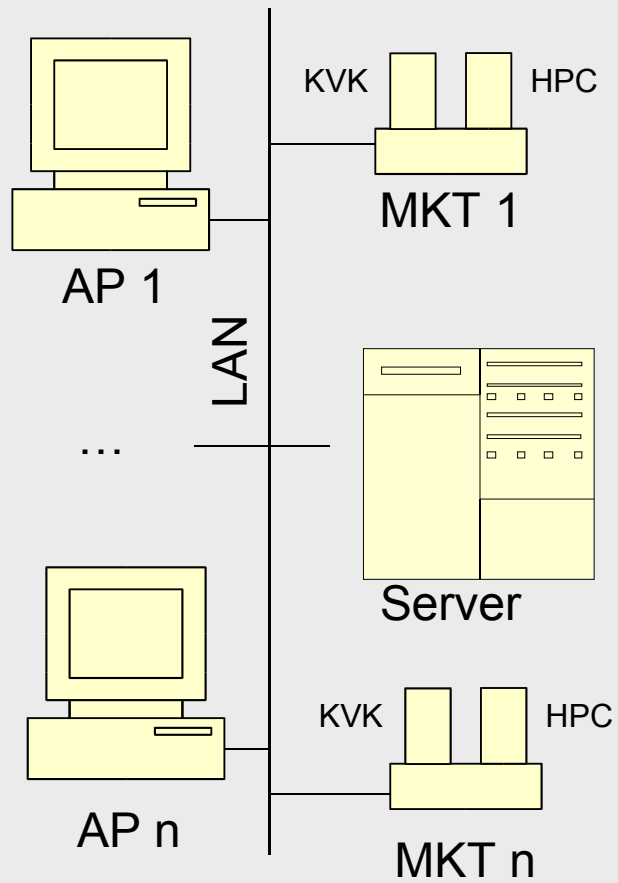 KVK HPC
MKT 1
AP 1
LAN
...
Server
KVK HPC
AP n
MKT n